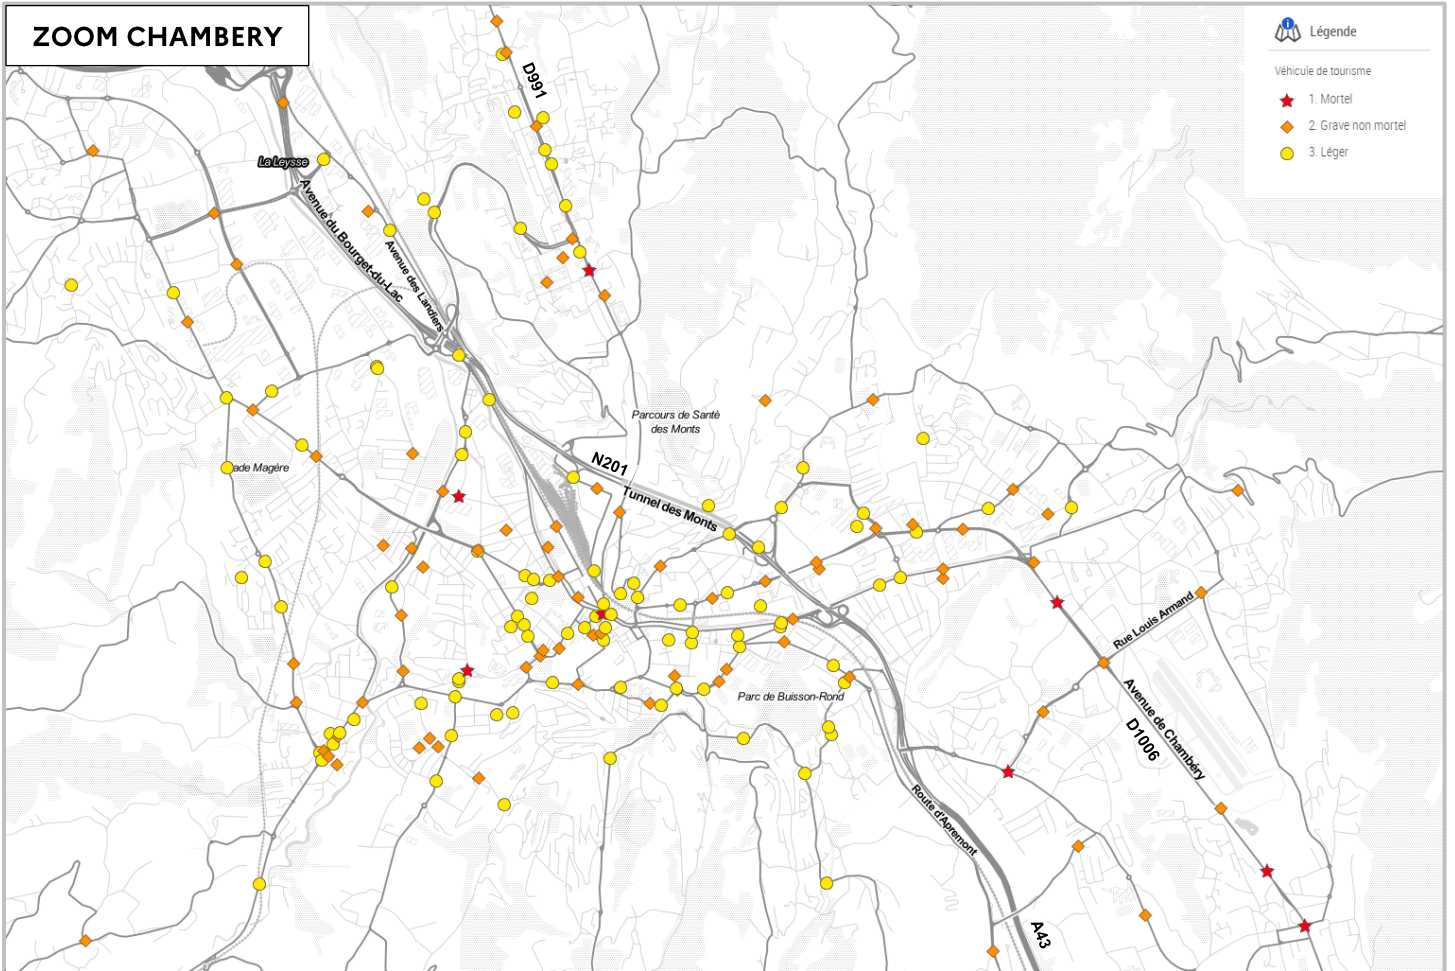 ZOOM CHAMBERY
Légende
Véhicule de tourisme
1. Mortel
2. Grave non mortel
3. Léger
D991
La Leysse
Avenue du Bourget-du-Lac
Avenue des Landiers
Parcours de Santé
des Monts
N201
Tunnel des Monts
ade Magère
Rue Louis Armand
Parc de Buisson-Rond
Avenue de Chambéry
D1006
Route d'Apremont
A43